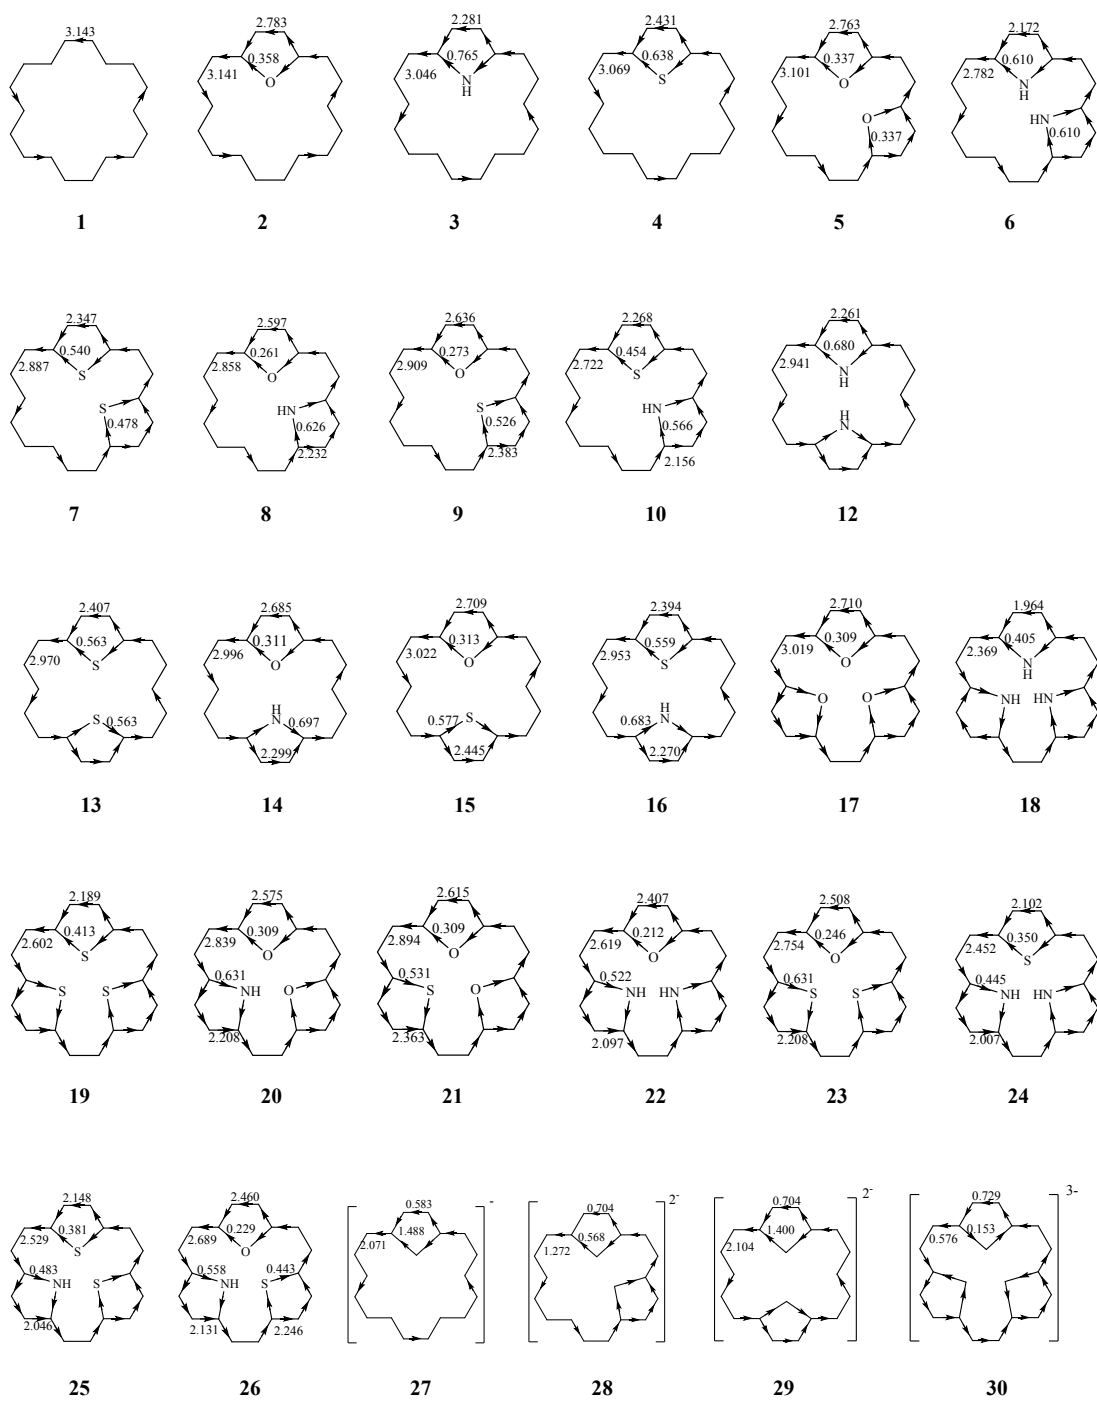 3.143 2.783 2.281 2.431 2.763 2.172
0.358 0.765 0.638 0.337 0.610
3.141 3.046 3.069 3.101 2.782
O N H S O N H
O 0.337 HN 0.610
1 2 3 4 5 6
2.347 2.597 2.636 2.268 2.261
0.540 0.261 0.273 0.454 0.680
2.887 2.858 2.909 2.722 2.941
S O O S N H
S HN S HN H N
0.478 0.626 0.526 0.566
2.232 2.383 2.156
7 8 9 10 12
2.407 2.685 2.709 2.394 2.710 1.964
0.563 0.311 0.313 0.559 0.309 0.405
2.970 2.996 3.022 2.953 3.019 2.369
S O O S O N H
S 0.563 H N 0.697 0.577 S 0.683 H N O O NH HN
2.299 2.445 2.270
13 14 15 16 17 18
2.189 2.575 2.615 2.407 2.508 2.102
0.413 0.309 0.309 0.212 0.246 0.350
2.602 2.839 2.894 2.619 2.754 2.452
S O O O O S
0.631 0.531 0.522 0.631 0.445
S S NH O S O NH HN S S NH HN
2.208 2.363 2.097 2.208 2.007
19 20 21 22 23 24
2.148 2.460 0.583 - 0.704 2- 0.704 2- 0.729 3-
0.381 0.229 1.488 0.568 1.400 0.153
2.529 2.689 2.071 1.272 2.104 0.576
S O
0.483 NH S 0.558 NH S 0.443
2.046 2.131 2.246
25 26 27 28 29 30